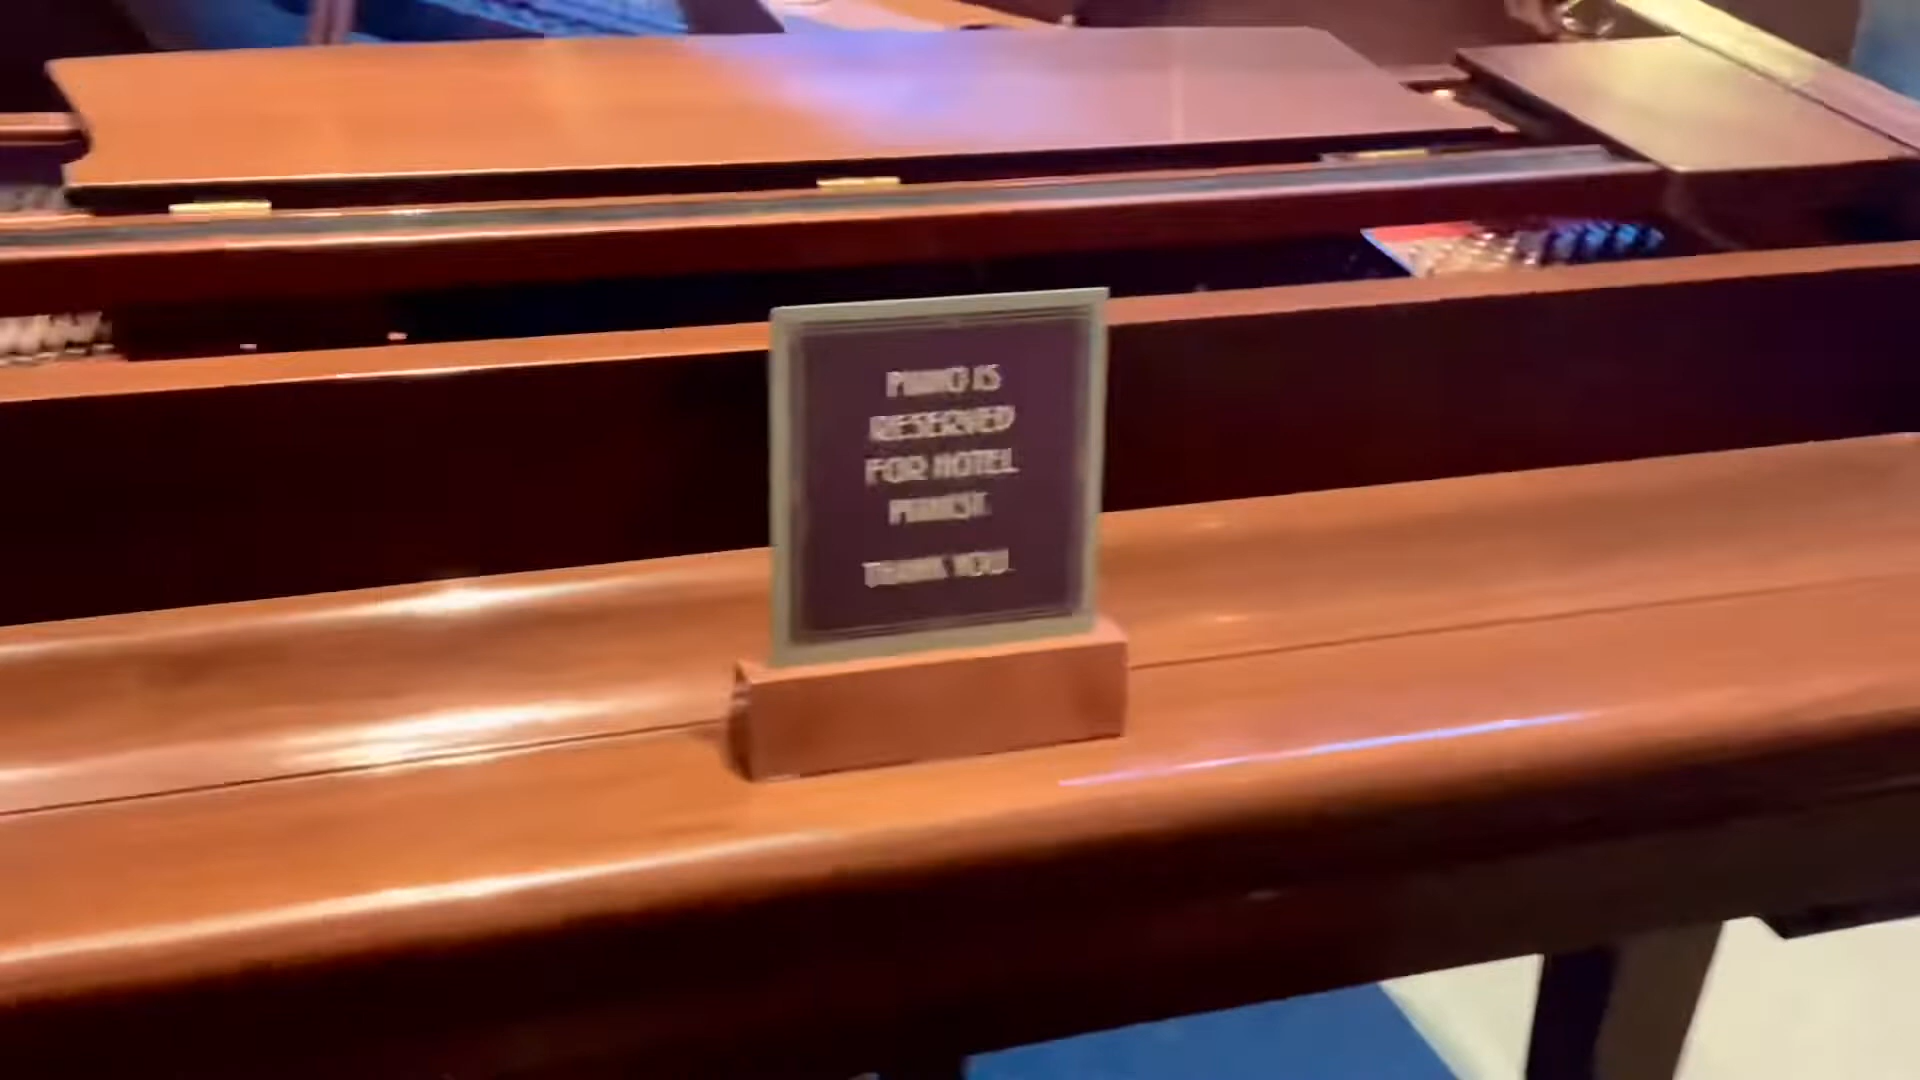 PIANO IS
RESERVED
FOR HOTEL
PIANIST.
THANK YOU.